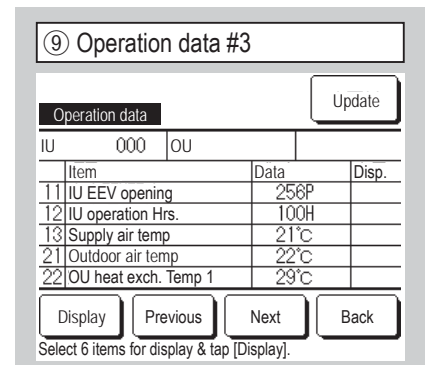 ⑨ Operation data #3
Update
Operation data
IU 000 OU
Item Data Disp.
11 IU EEV opening 256P
12 IU operation Hrs. 100H
13 Supply air temp 21℃
21 Outdoor air temp 22℃
22 OU heat exch. Temp 1 29℃
Display Previous Next Back
Select 6 items for display & tap [Display].